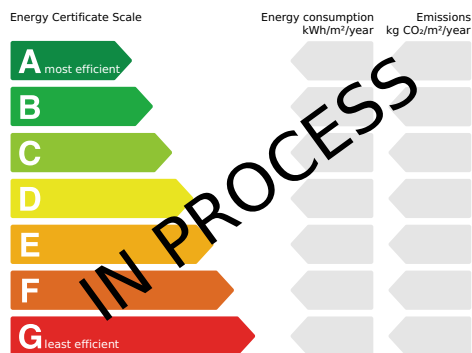 Energy Certificate Scale
Energy consumption
kWh/m²/year
Emissions
kg CO₂/m²/year
A most efficient
B
C
D
E
F
G least efficient
IN PROCESS